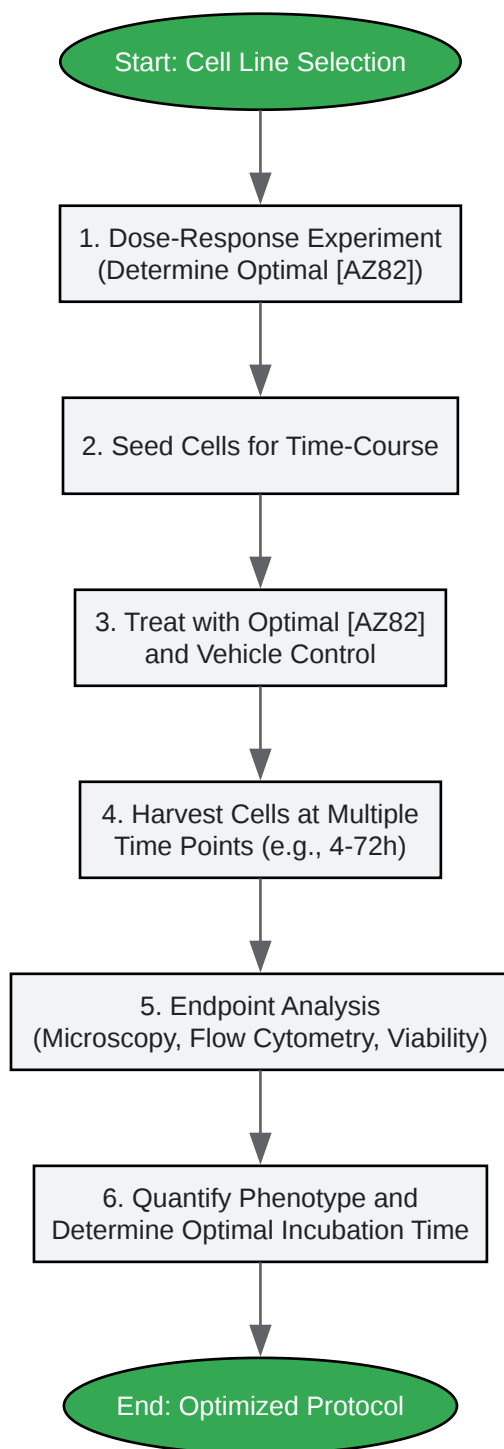 Start: Cell Line Selection
1. Dose-Response Experiment
(Determine Optimal [AZ82])
2. Seed Cells for Time-Course
3. Treat with Optimal [AZ82]
and Vehicle Control
4. Harvest Cells at Multiple
Time Points (e.g., 4-72h)
5. Endpoint Analysis
(Microscopy, Flow Cytometry, Viability)
6. Quantify Phenotype and
Determine Optimal Incubation Time
End: Optimized Protocol